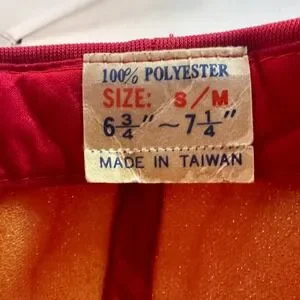 100% POLYESTER
SIZE: S/M
6 3/4" ~ 7 1/4"
MADE IN TAIWAN